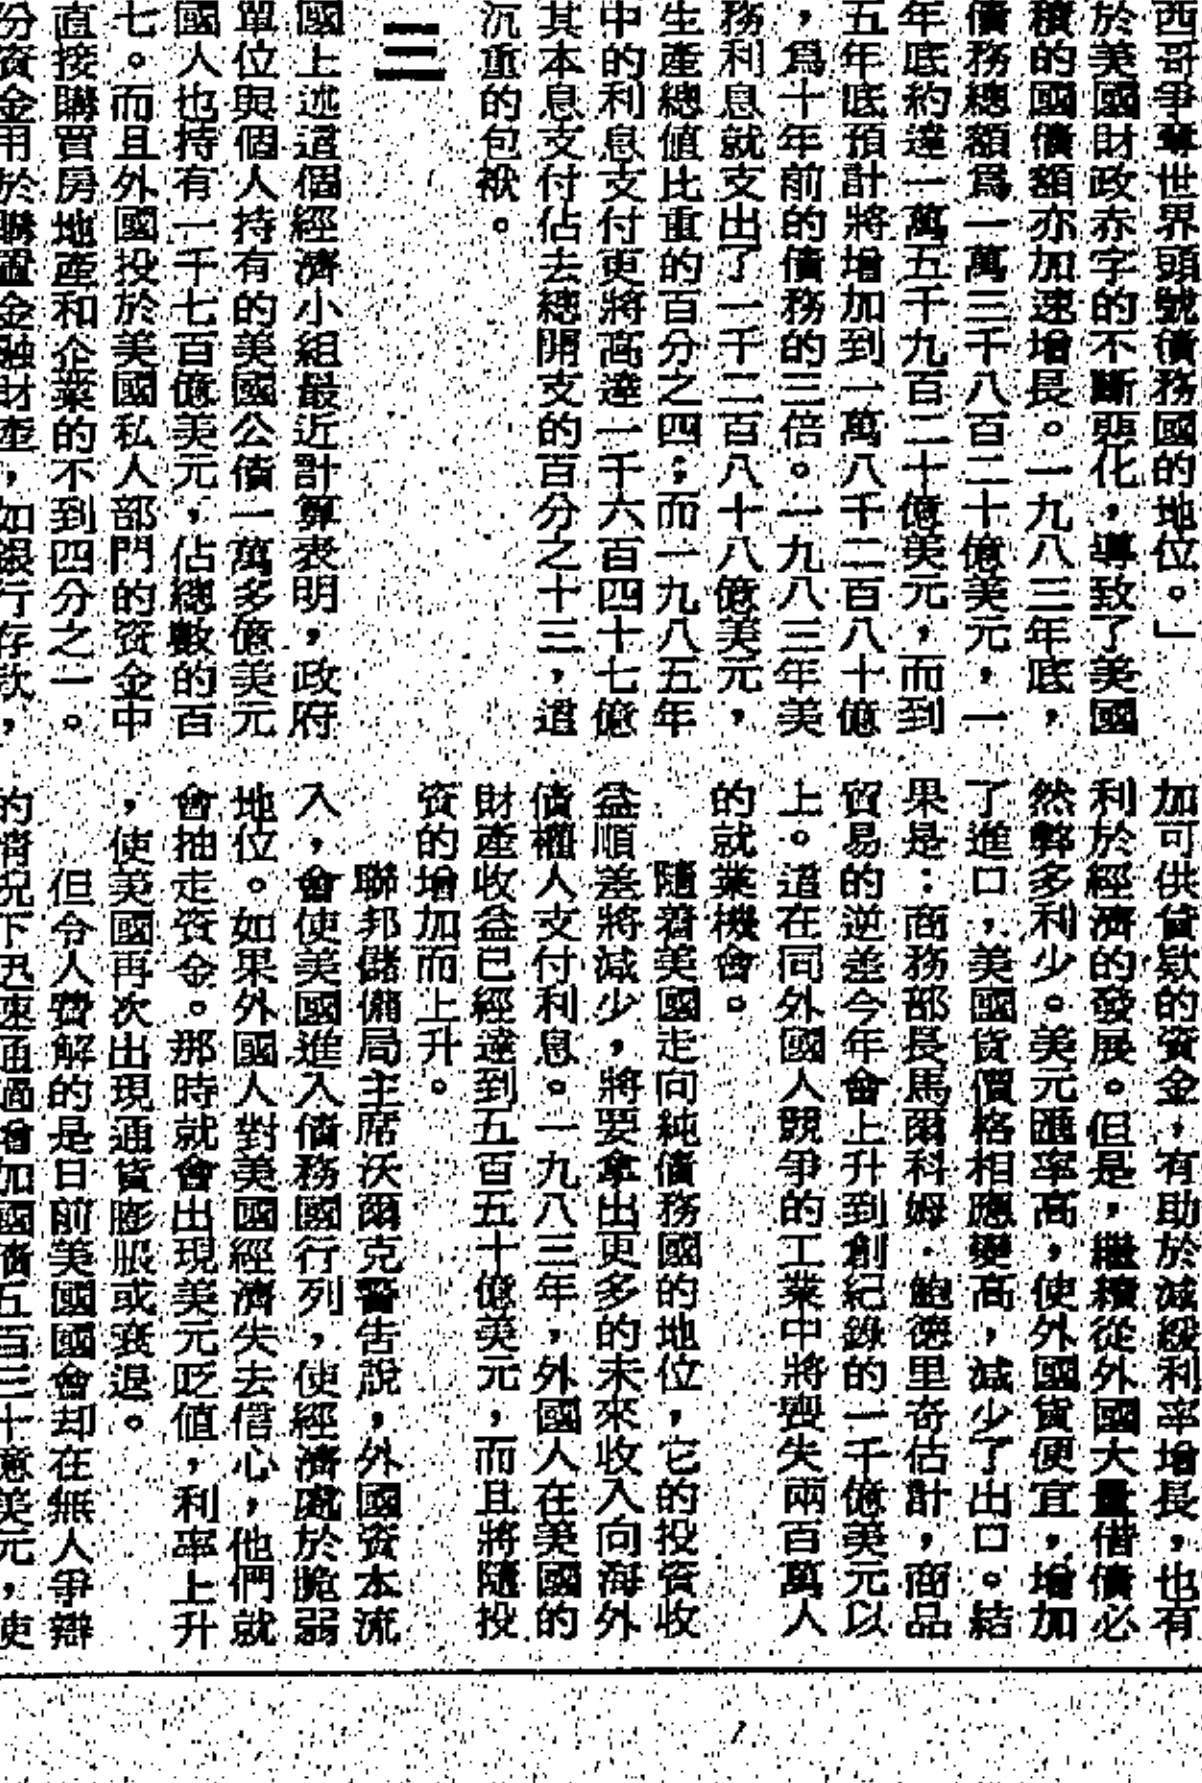 西哥爭奪世界頭號債務國的地位。」
於美國財政赤字的不斷惡化，導致了美國
積的國債額亦加速增長。一九八三年底，
債務總額爲一萬三千八百二十億美元，一
年底約達一萬五千九百二十億美元，而到
五年底預計將增加到一萬八千二百八十億
，爲十年前的債務的三倍。一九八三年美
務利息就支出了一千二百八十八億美元，
生產總值比重的百分之四；而一九八五年
中的利息支付更將高達一千六百四十七億
其本息支付佔去總開支的百分之十三，這
沉重的包袱。
三
國上述這個經濟小組最近計算表明，政府
單位與個人持有的美國公債一萬多億美元
國人也持有一千七百億美元，佔總數的百
七。而且外國投於美國私人部門的資金中
直接購買房地產和企業的不到四分之一。
份資金用於購置金融財產，如銀行存款，
加可供貸款的資金，有助於減緩利率增長，也有
利於經濟的發展。但是，繼續從外國大量借債必
然弊多利少。美元匯率高，使外國貨便宜，增加
了進口，美國貨價格相應變高，減少了出口。結
果是：商務部長馬爾科姆·鮑德里奇估計，商品
貿易的逆差今年會上升到創紀錄的一千億美元以
上。這在同外國人競爭的工業中將喪失兩百萬人
的就業機會。
隨着美國走向純債務國的地位，它的投資收
益順差將減少，將要拿出更多的未來收入向海外
債權人支付利息。一九八三年，外國人在美國的
財產收益已經達到五百五十億美元，而且將隨投
資的增加而上升。
聯邦儲備局主席沃爾克警告說，外國資本流
入，會使美國進入債務國行列，使經濟處於脆弱
地位。如果外國人對美國經濟失去信心，他們就
會抽走資金。那時就會出現美元貶值，利率上升
，使美國再次出現通貨膨脹或衰退。
但令人費解的是日前美國國會却在無人爭辯
的情況下迅速通過增加國債五百三十億美元，使